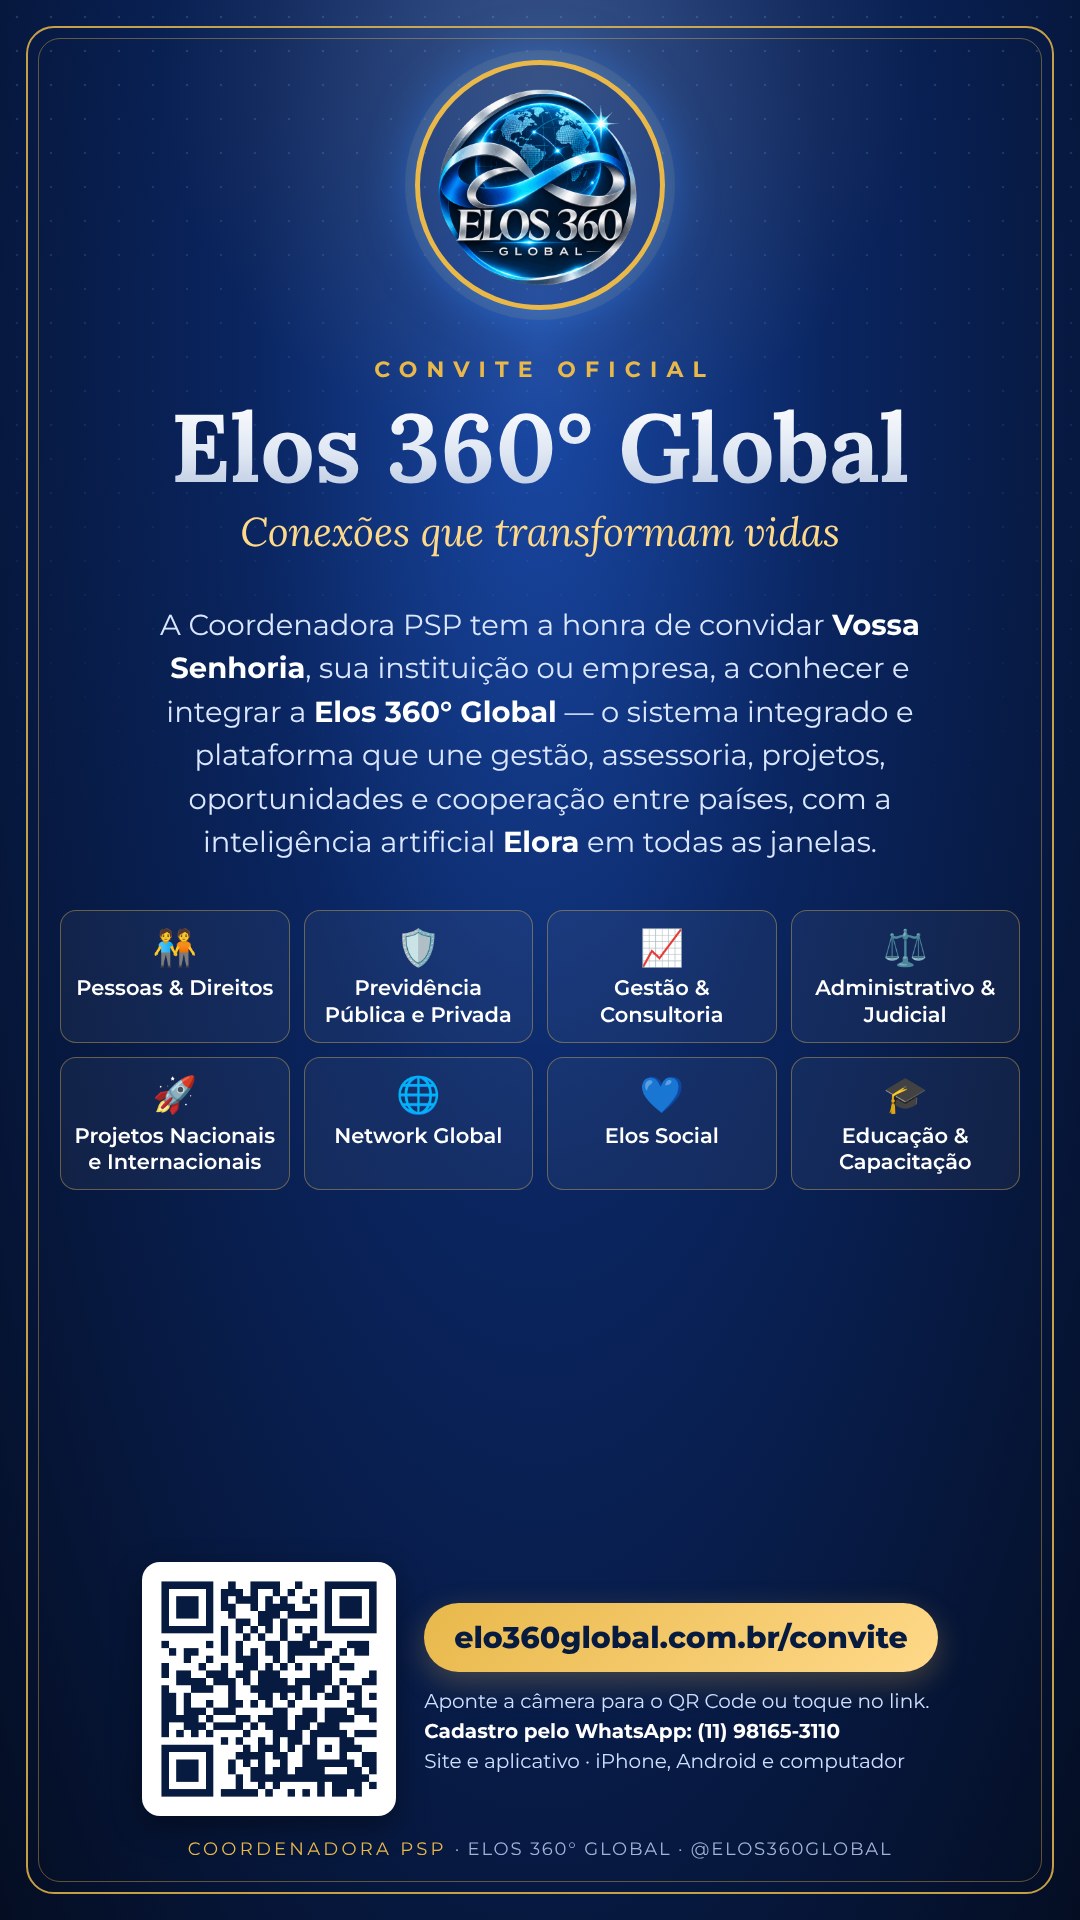 ELOS 360
GLOBAL
CONVITE OFICIAL
Elos 360° Global
Conexões que transformam vidas
A Coordenadora PSP tem a honra de convidar Vossa
Senhoria, sua instituição ou empresa, a conhecer e
integrar a Elos 360° Global — o sistema integrado e
plataforma que une gestão, assessoria, projetos,
oportunidades e cooperação entre países, com a
inteligência artificial Elora em todas as janelas.
Pessoas & Direitos
Previdência
Pública e Privada
Gestão &
Consultoria
Administrativo &
Judicial
Projetos Nacionais
e Internacionais
Network Global
Elos Social
Educação &
Capacitação
elo360global.com.br/convite
Aponte a câmera para o QR Code ou toque no link.
Cadastro pelo WhatsApp: (11) 98165-3110
Site e aplicativo · iPhone, Android e computador
COORDENADORA PSP · ELOS 360° GLOBAL · @ELOS360GLOBAL